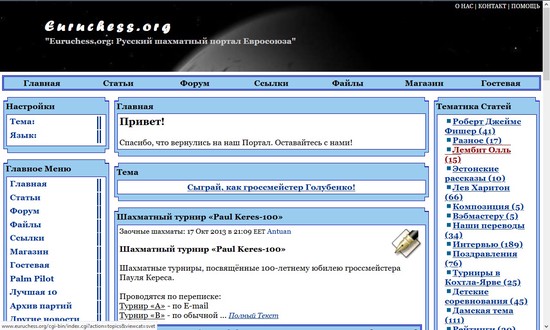 О НАС | КОНТАКТ | ПОМОЩЬ
Euruchess.org
"Euruchess.org: Русский шахматный портал Евросоюза"
Главная Статьи Форум Ссылки Файлы Магазин Гостевая
Настройки
Тема:
Язык:
Главное Меню
Главная
Статьи
Форум
Файлы
Ссылки
Магазин
Гостевая
Palm Pilot
Лучшая 10
Архив партий
Другие новости
Главная
Привет!
Спасибо, что вернулись на наш Портал. Оставайтесь с нами!
Тема
Сыграй, как гроссмейстер Голубенко!
Шахматный турнир «Paul Keres-100»
Заочные шахматы: 17 Окт 2013 в 21:09 EET Antuan
Шахматный турнир «Paul Keres-100»
Шахматные турниры, посвящённые 100-летнему юбилею гроссмейстера
Пауля Кереса.
Проводятся по переписке:
Турнир «А» - по E-mail
Турнир «В» - по обычной ... Полный Текст
Тематика Статей
Роберт Джеймс
Фишер (41)
Разное (17)
Лембит Олль
(15)
Эстонские
рассказы (10)
Лев Харитон
(66)
Композиция (5)
Вэбмастеру (5)
Наши переводы
(34)
Интервью (189)
Поздравления
(76)
Турниры в
Кохтла-Ярве (25)
Детские
соревнования (45)
Дамская тема
(111)
www.euruchess.org/cgi-bin/index.cgi?action=topics&viewcat=vetl